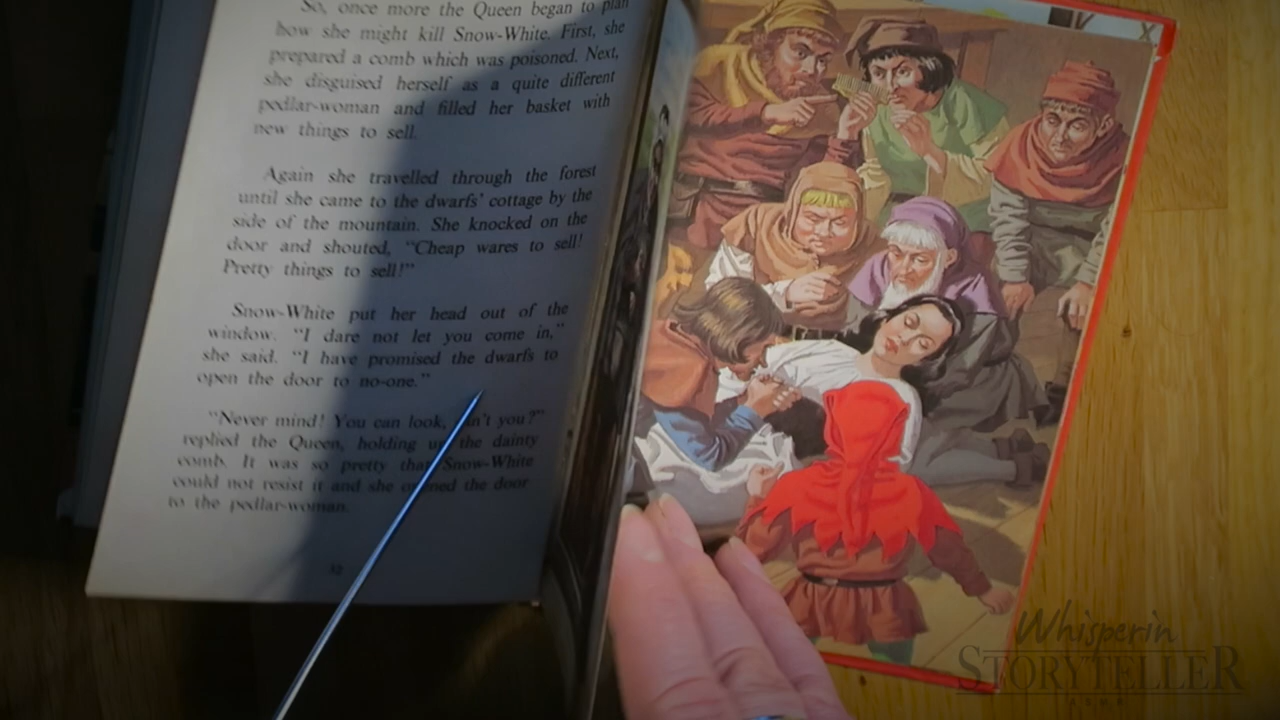 So, once more the Queen began to plan
how she might kill Snow-White. First, she
prepared a comb which was poisoned. Next,
she disguised herself as a quite different
pedlar-woman and filled her basket with
new things to sell.
Again she travelled through the forest
until she came to the dwarfs' cottage by the
side of the mountain. She knocked on the
door and shouted, "Cheap wares to sell!
Pretty things to sell!"
Snow-White put her head out of the
window. "I dare not let you come in,"
she said. "I have promised the dwarfs to
open the door to no-one."
"Never mind! You can look, can't you?"
replied the Queen, holding up the dainty
comb. It was so pretty that Snow-White
could not resist it and she opened the door
to the pedlar-woman.
Whisperin
STORYTELLER